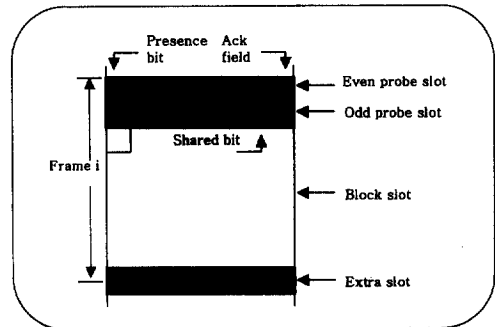 Presence Ack
bit field
Even probe slot
Odd probe slot
Shared bit
Frame i
Block slot
Extra slot